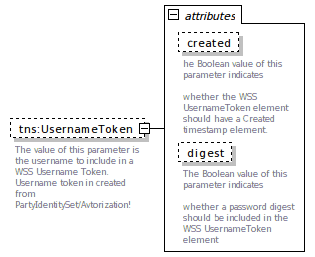 attributes
created
he Boolean value of this
parameter indicates
whether the WSS
UsernameToken element
should have a Created
timestamp element.
tns:UsernameToken
The value of this parameter is
the username to include in a
WSS Username Token.
Username token in created
from
PartyIdentitySet/Avtorization!
digest
The Boolean value of this
parameter indicates
whether a password digest
should be included in the
WSS UsernameToken
element